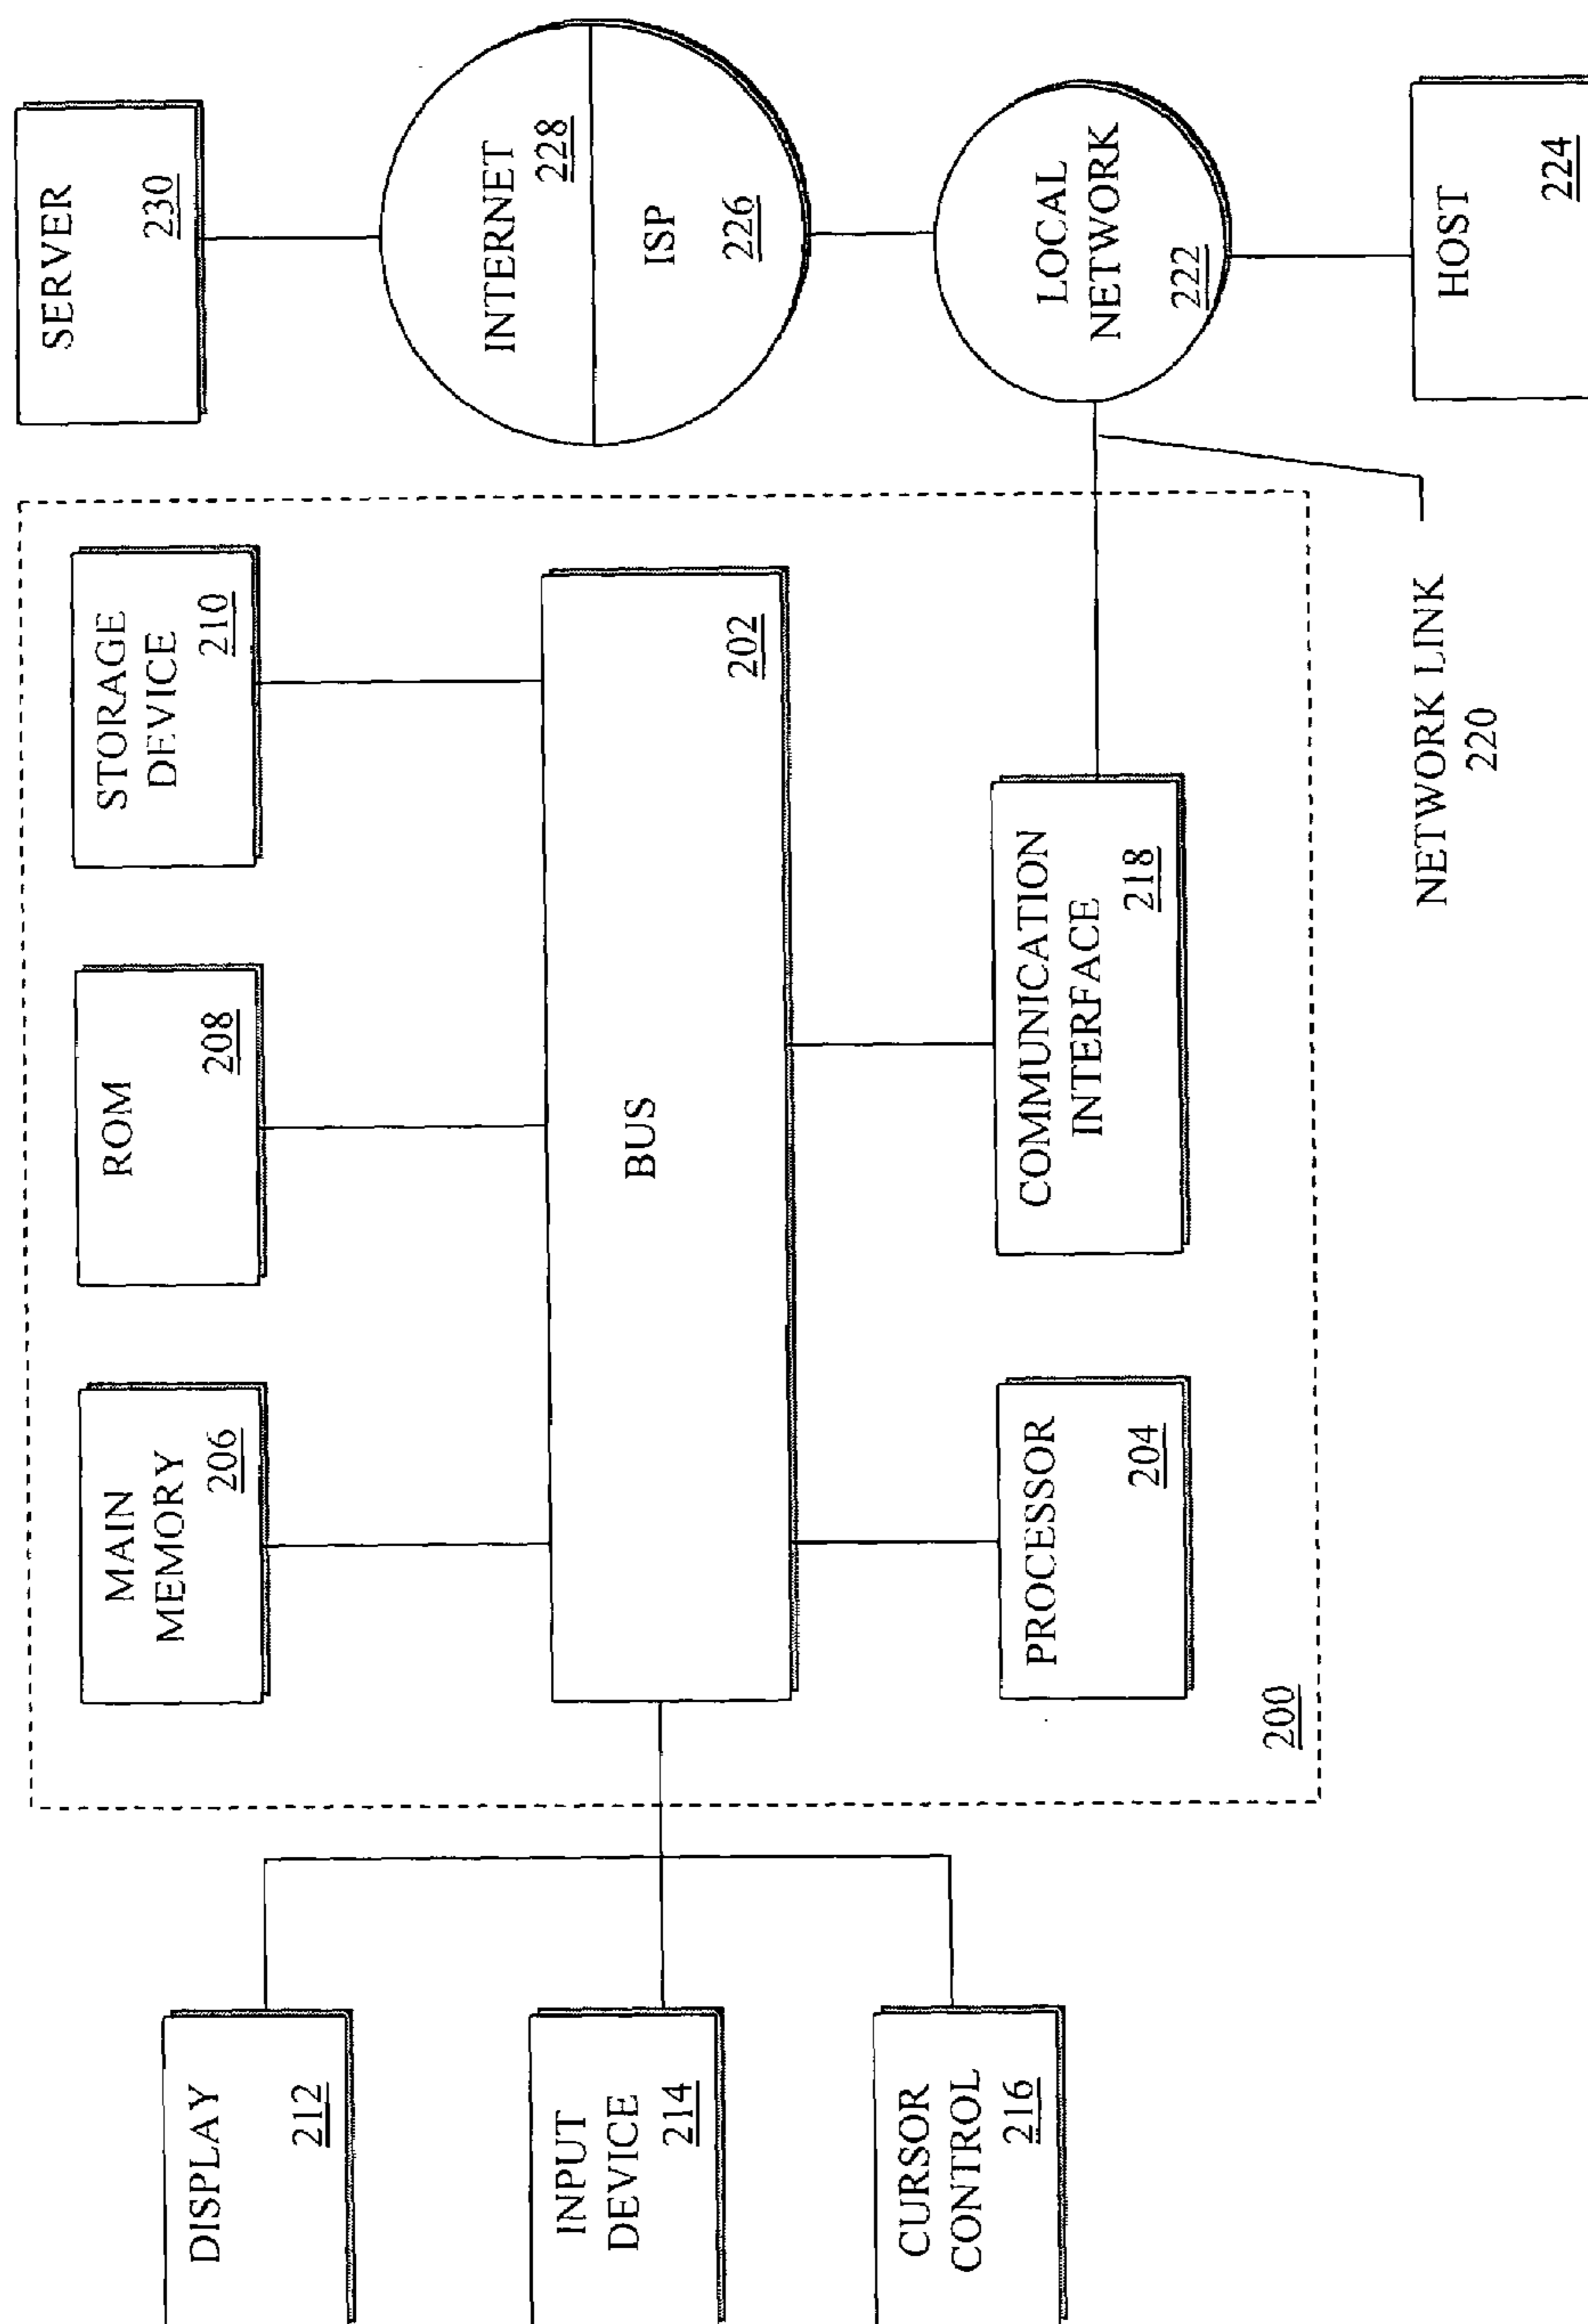 DISPLAY
212
INPUT
DEVICE
214
CURSOR
CONTROL
216
MAIN
MEMORY
206
ROM
208
STORAGE
DEVICE
210
BUS
202
PROCESSOR
204
COMMUNICATION
INTERFACE
218
200
NETWORK LINK
220
SERVER
230
INTERNET
228
ISP
226
LOCAL
NETWORK
222
HOST
224